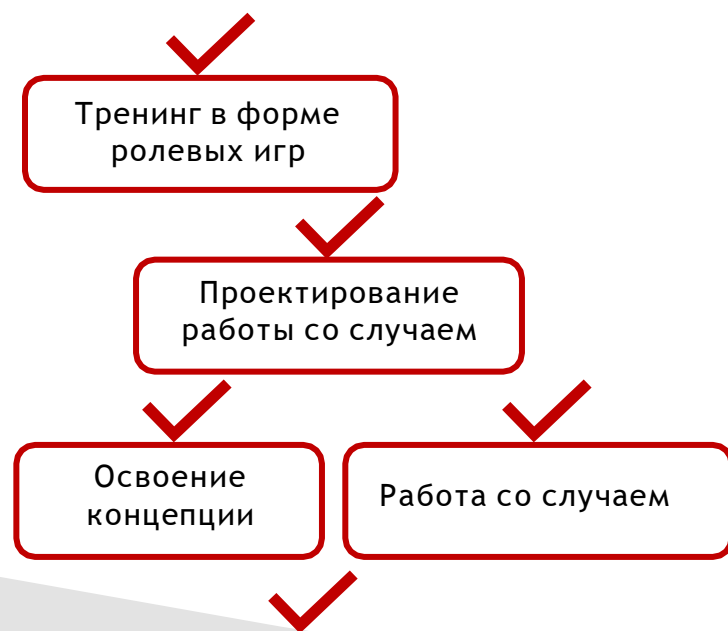 Тренинг в форме
ролевых игр
Проектирование
работы со случаем
Освоение
концепции
Работа со случаем